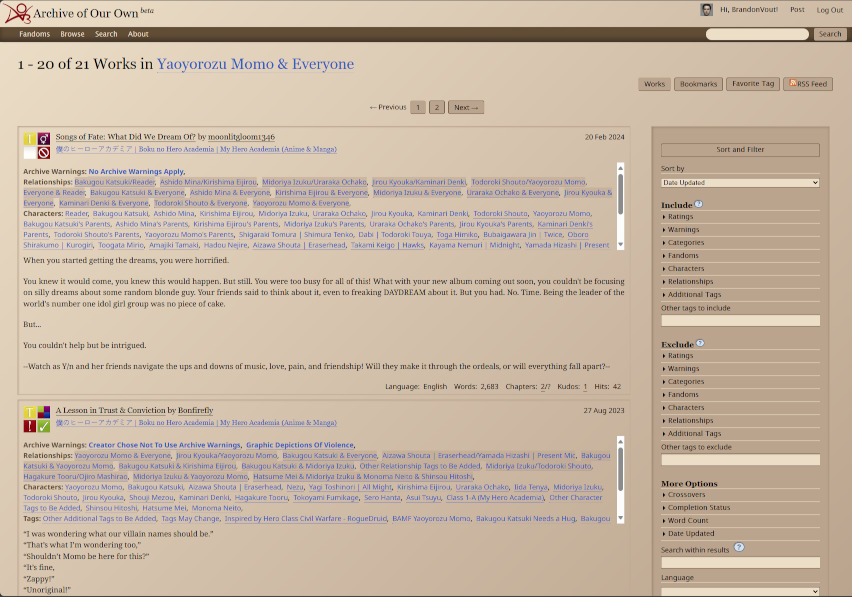 Archive of Our Own beta
Hi, BrandonVout! Post Log Out
Fandoms Browse Search About
Search
1 - 20 of 21 Works in Yaoyorozu Momo & Everyone
Works Bookmarks Favorite Tag RSS Feed
← Previous 1 2 Next →
Songs of Fate: What Did We Dream Of? by moonlitgloom1346
20 Feb 2024
僕のヒーローアカデミア | Boku no Hero Academia | My Hero Academia (Anime & Manga)
Archive Warnings: No Archive Warnings Apply,
Relationships: Bakugou Katsuki/Reader, Ashido Mina/Kirishima Eijirou, Midoriya Izuku/Uraraka Ochako, Jirou Kyouka/Kaminari Denki, Todoroki Shouto/Yaoyorozu Momo,
Everyone & Reader, Bakugou Katsuki & Everyone, Ashido Mina & Everyone, Kirishima Eijirou & Everyone, Midoriya Izuku & Everyone, Uraraka Ochako & Everyone, Jirou Kyouka &
Everyone, Kaminari Denki & Everyone, Todoroki Shouto & Everyone, Yaoyorozu Momo & Everyone,
Characters: Reader, Bakugou Katsuki, Ashido Mina, Kirishima Eijirou, Midoriya Izuku, Uraraka Ochako, Jirou Kyouka, Kaminari Denki, Todoroki Shouto, Yaoyorozu Momo,
Bakugou Katsuki's Parents, Ashido Mina's Parents, Kirishima Eijirou's Parents, Midoriya Izuku's Parents, Uraraka Ochako's Parents, Jirou Kyouka's Parents, Kaminari Denki's
Parents, Todoroki Shouto's Parents, Yaoyorozu Momo's Parents, Shigaraki Tomura | Shimura Tenko, Dabi | Todoroki Touya, Toga Himiko, Bubaigawara Jin | Twice, Oboro
Shirakumo | Kurogiri, Toogata Mirio, Amajiki Tamaki, Hadou Nejire, Aizawa Shouta | Eraserhead, Takami Keigo | Hawks, Kayama Nemuri | Midnight, Yamada Hizashi | Present
When you started getting the dreams, you were horrified.
You knew it would come, you knew this would happen. But still. You were too busy for all of this! What with your new album coming out soon, you couldn't be focusing
on silly dreams about some random blonde guy. Your friends said to think about it, even to freaking DAYDREAM about it. But you had. No. Time. Being the leader of the
world's number one idol girl group was no piece of cake.
But...
You couldn't help but be intrigued.
--Watch as Y/n and her friends navigate the ups and downs of music, love, pain, and friendship! Will they make it through the ordeals, or will everything fall apart?--
Language: English Words: 2,683 Chapters: 2/? Kudos: 1 Hits: 42
A Lesson in Trust & Conviction by Bonfirefly
27 Aug 2023
僕のヒーローアカデミア | Boku no Hero Academia | My Hero Academia (Anime & Manga)
Archive Warnings: Creator Chose Not To Use Archive Warnings, Graphic Depictions Of Violence,
Relationships: Yaoyorozu Momo & Everyone, Jirou Kyouka/Yaoyorozu Momo, Bakugou Katsuki & Everyone, Aizawa Shouta | Eraserhead/Yamada Hizashi | Present Mic, Bakugou
Katsuki & Yaoyorozu Momo, Bakugou Katsuki & Kirishima Eijirou, Bakugou Katsuki & Midoriya Izuku, Other Relationship Tags to Be Added, Midoriya Izuku/Todoroki Shouto,
Hagakure Tooru/Ojiro Mashirao, Midoriya Izuku & Yaoyorozu Momo, Hatsume Mei & Midoriya Izuku & Monoma Neito & Shinsou Hitoshi,
Characters: Yaoyorozu Momo, Bakugou Katsuki, Aizawa Shouta | Eraserhead, Nezu, Yagi Toshinori | All Might, Kirishima Eijirou, Uraraka Ochako, Iida Tenya, Midoriya Izuku,
Todoroki Shouto, Jirou Kyouka, Shouji Mezou, Kaminari Denki, Hagakure Tooru, Tokoyami Fumikage, Sero Hanta, Asui Tsuyu, Class 1-A (My Hero Academia), Other Character
Tags to Be Added, Shinsou Hitoshi, Hatsume Mei, Monoma Neito,
Tags: Other Additional Tags to Be Added, Tags May Change, Inspired by Hero Class Civil Warfare - RogueDruid, BAMF Yaoyorozu Momo, Bakugou Katsuki Needs a Hug, Bakugou
“I was wondering what our villain names should be.”
“That's what I'm wondering too,”
“Shouldn't Momo be here for this?”
“It's fine,
“Zappy!”
“Unoriginal!”
Sort and Filter
Sort by
Date Updated
Include ?
Ratings
Warnings
Categories
Fandoms
Characters
Relationships
Additional Tags
Other tags to include
Exclude ?
Ratings
Warnings
Categories
Fandoms
Characters
Relationships
Additional Tags
Other tags to exclude
More Options
Crossovers
Completion Status
Word Count
Date Updated
Search within results ?
Language